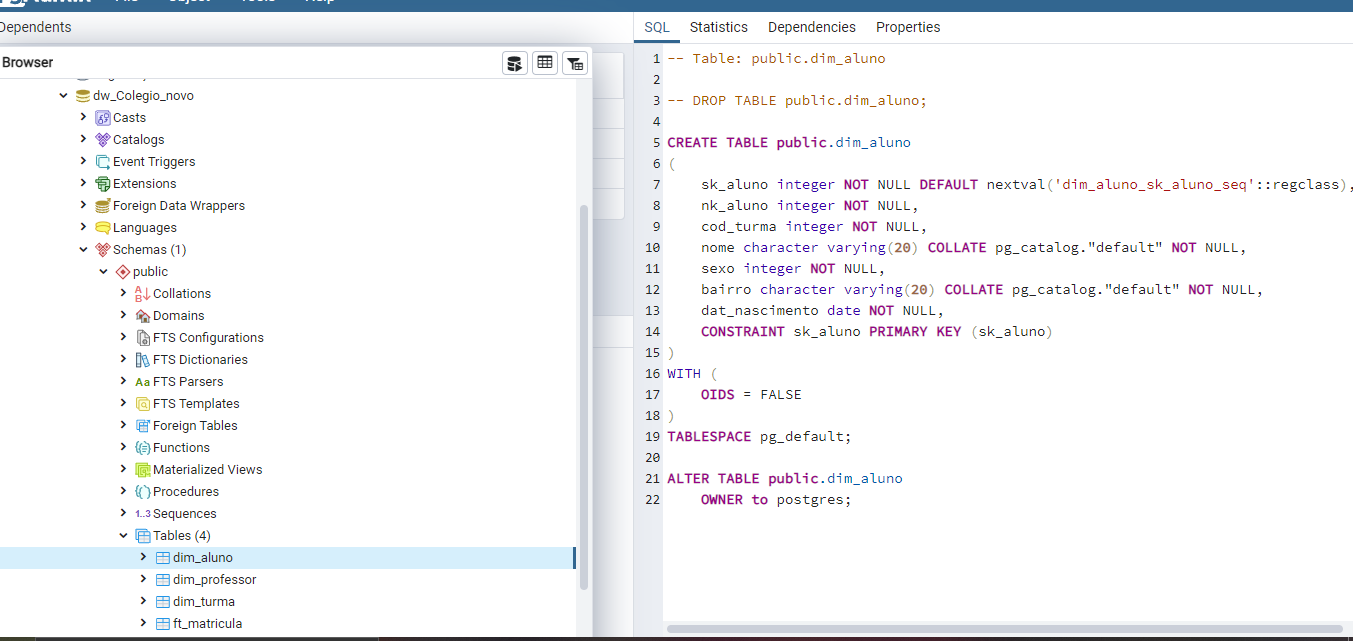 Dependents
SQL Statistics Dependencies Properties
Browser
dw_Colegio_novo
Casts
Catalogs
Event Triggers
Extensions
Foreign Data Wrappers
Languages
Schemas (1)
public
Collations
Domains
FTS Configurations
FTS Dictionaries
Aa FTS Parsers
FTS Templates
Foreign Tables
Functions
Materialized Views
Procedures
1..3 Sequences
Tables (4)
dim_aluno
dim_professor
dim_turma
ft_matricula
1 -- Table: public.dim_aluno
2
3 -- DROP TABLE public.dim_aluno;
4
5 CREATE TABLE public.dim_aluno
6 (
7 sk_aluno integer NOT NULL DEFAULT nextval('dim_aluno_sk_aluno_seq'::regclass),
8 nk_aluno integer NOT NULL,
9 cod_turma integer NOT NULL,
10 nome character varying(20) COLLATE pg_catalog."default" NOT NULL,
11 sexo integer NOT NULL,
12 bairro character varying(20) COLLATE pg_catalog."default" NOT NULL,
13 dat_nascimento date NOT NULL,
14 CONSTRAINT sk_aluno PRIMARY KEY (sk_aluno)
15 )
16 WITH (
17 OIDS = FALSE
18 )
19 TABLESPACE pg_default;
20
21 ALTER TABLE public.dim_aluno
22 OWNER to postgres;